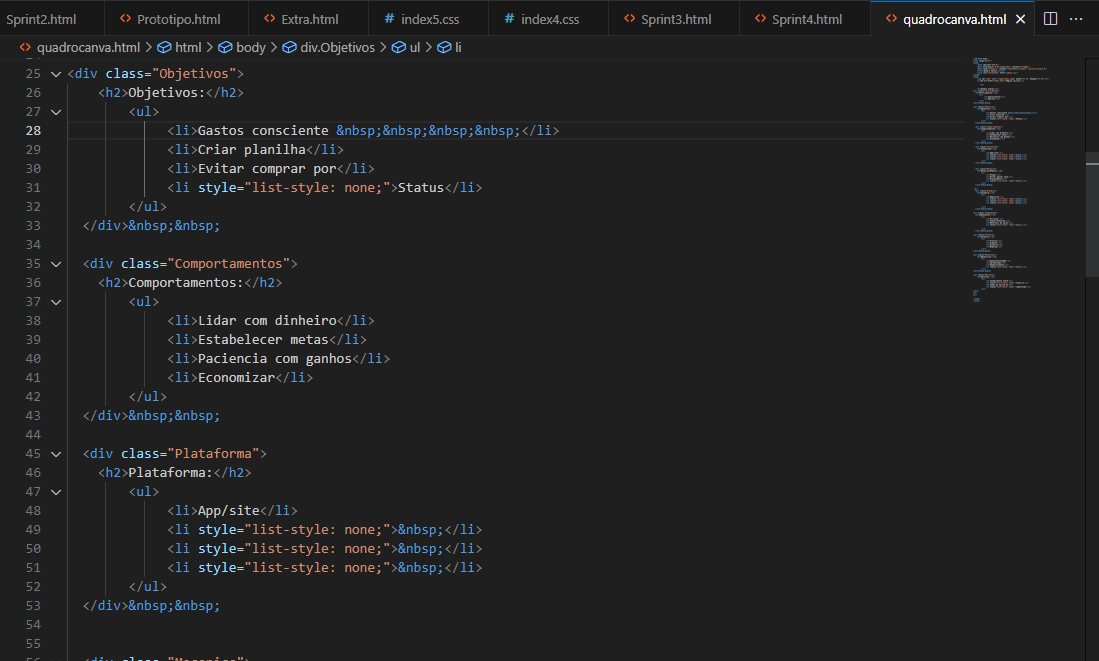 Sprint2.html Prototipo.html Extra.html # index5.css # index4.css Sprint3.html Sprint4.html quadrocanva.html × ···
quadrocanva.html > html > body > div.Objetivos > ul > li
25 <div class="Objetivos">
26 <h2>Objetivos:</h2>
27 <ul>
28 <li>Gastos consciente &nbsp;&nbsp;&nbsp;&nbsp;</li>
29 <li>Criar planilha</li>
30 <li>Evitar comprar por</li>
31 <li style="list-style: none;">Status</li>
32 </ul>
33 </div>&nbsp;&nbsp;
34
35 <div class="Comportamentos">
36 <h2>Comportamentos:</h2>
37 <ul>
38 <li>Lidar com dinheiro</li>
39 <li>Estabelecer metas</li>
40 <li>Paciencia com ganhos</li>
41 <li>Economizar</li>
42 </ul>
43 </div>&nbsp;&nbsp;
44
45 <div class="Plataforma">
46 <h2>Plataforma:</h2>
47 <ul>
48 <li>App/site</li>
49 <li style="list-style: none;">&nbsp;</li>
50 <li style="list-style: none;">&nbsp;</li>
51 <li style="list-style: none;">&nbsp;</li>
52 </ul>
53 </div>&nbsp;&nbsp;
54
55